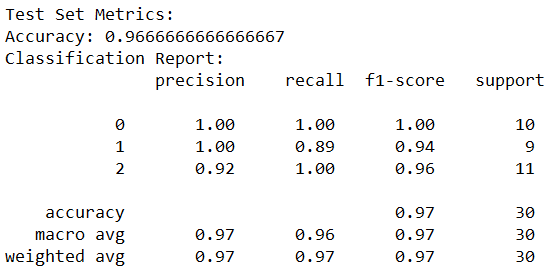 Test Set Metrics:
Accuracy: 0.9666666666666667
Classification Report:
precision recall f1-score support
0 1.00 1.00 1.00 10
1 1.00 0.89 0.94 9
2 0.92 1.00 0.96 11
accuracy 0.97 30
macro avg 0.97 0.96 0.97 30
weighted avg 0.97 0.97 0.97 30